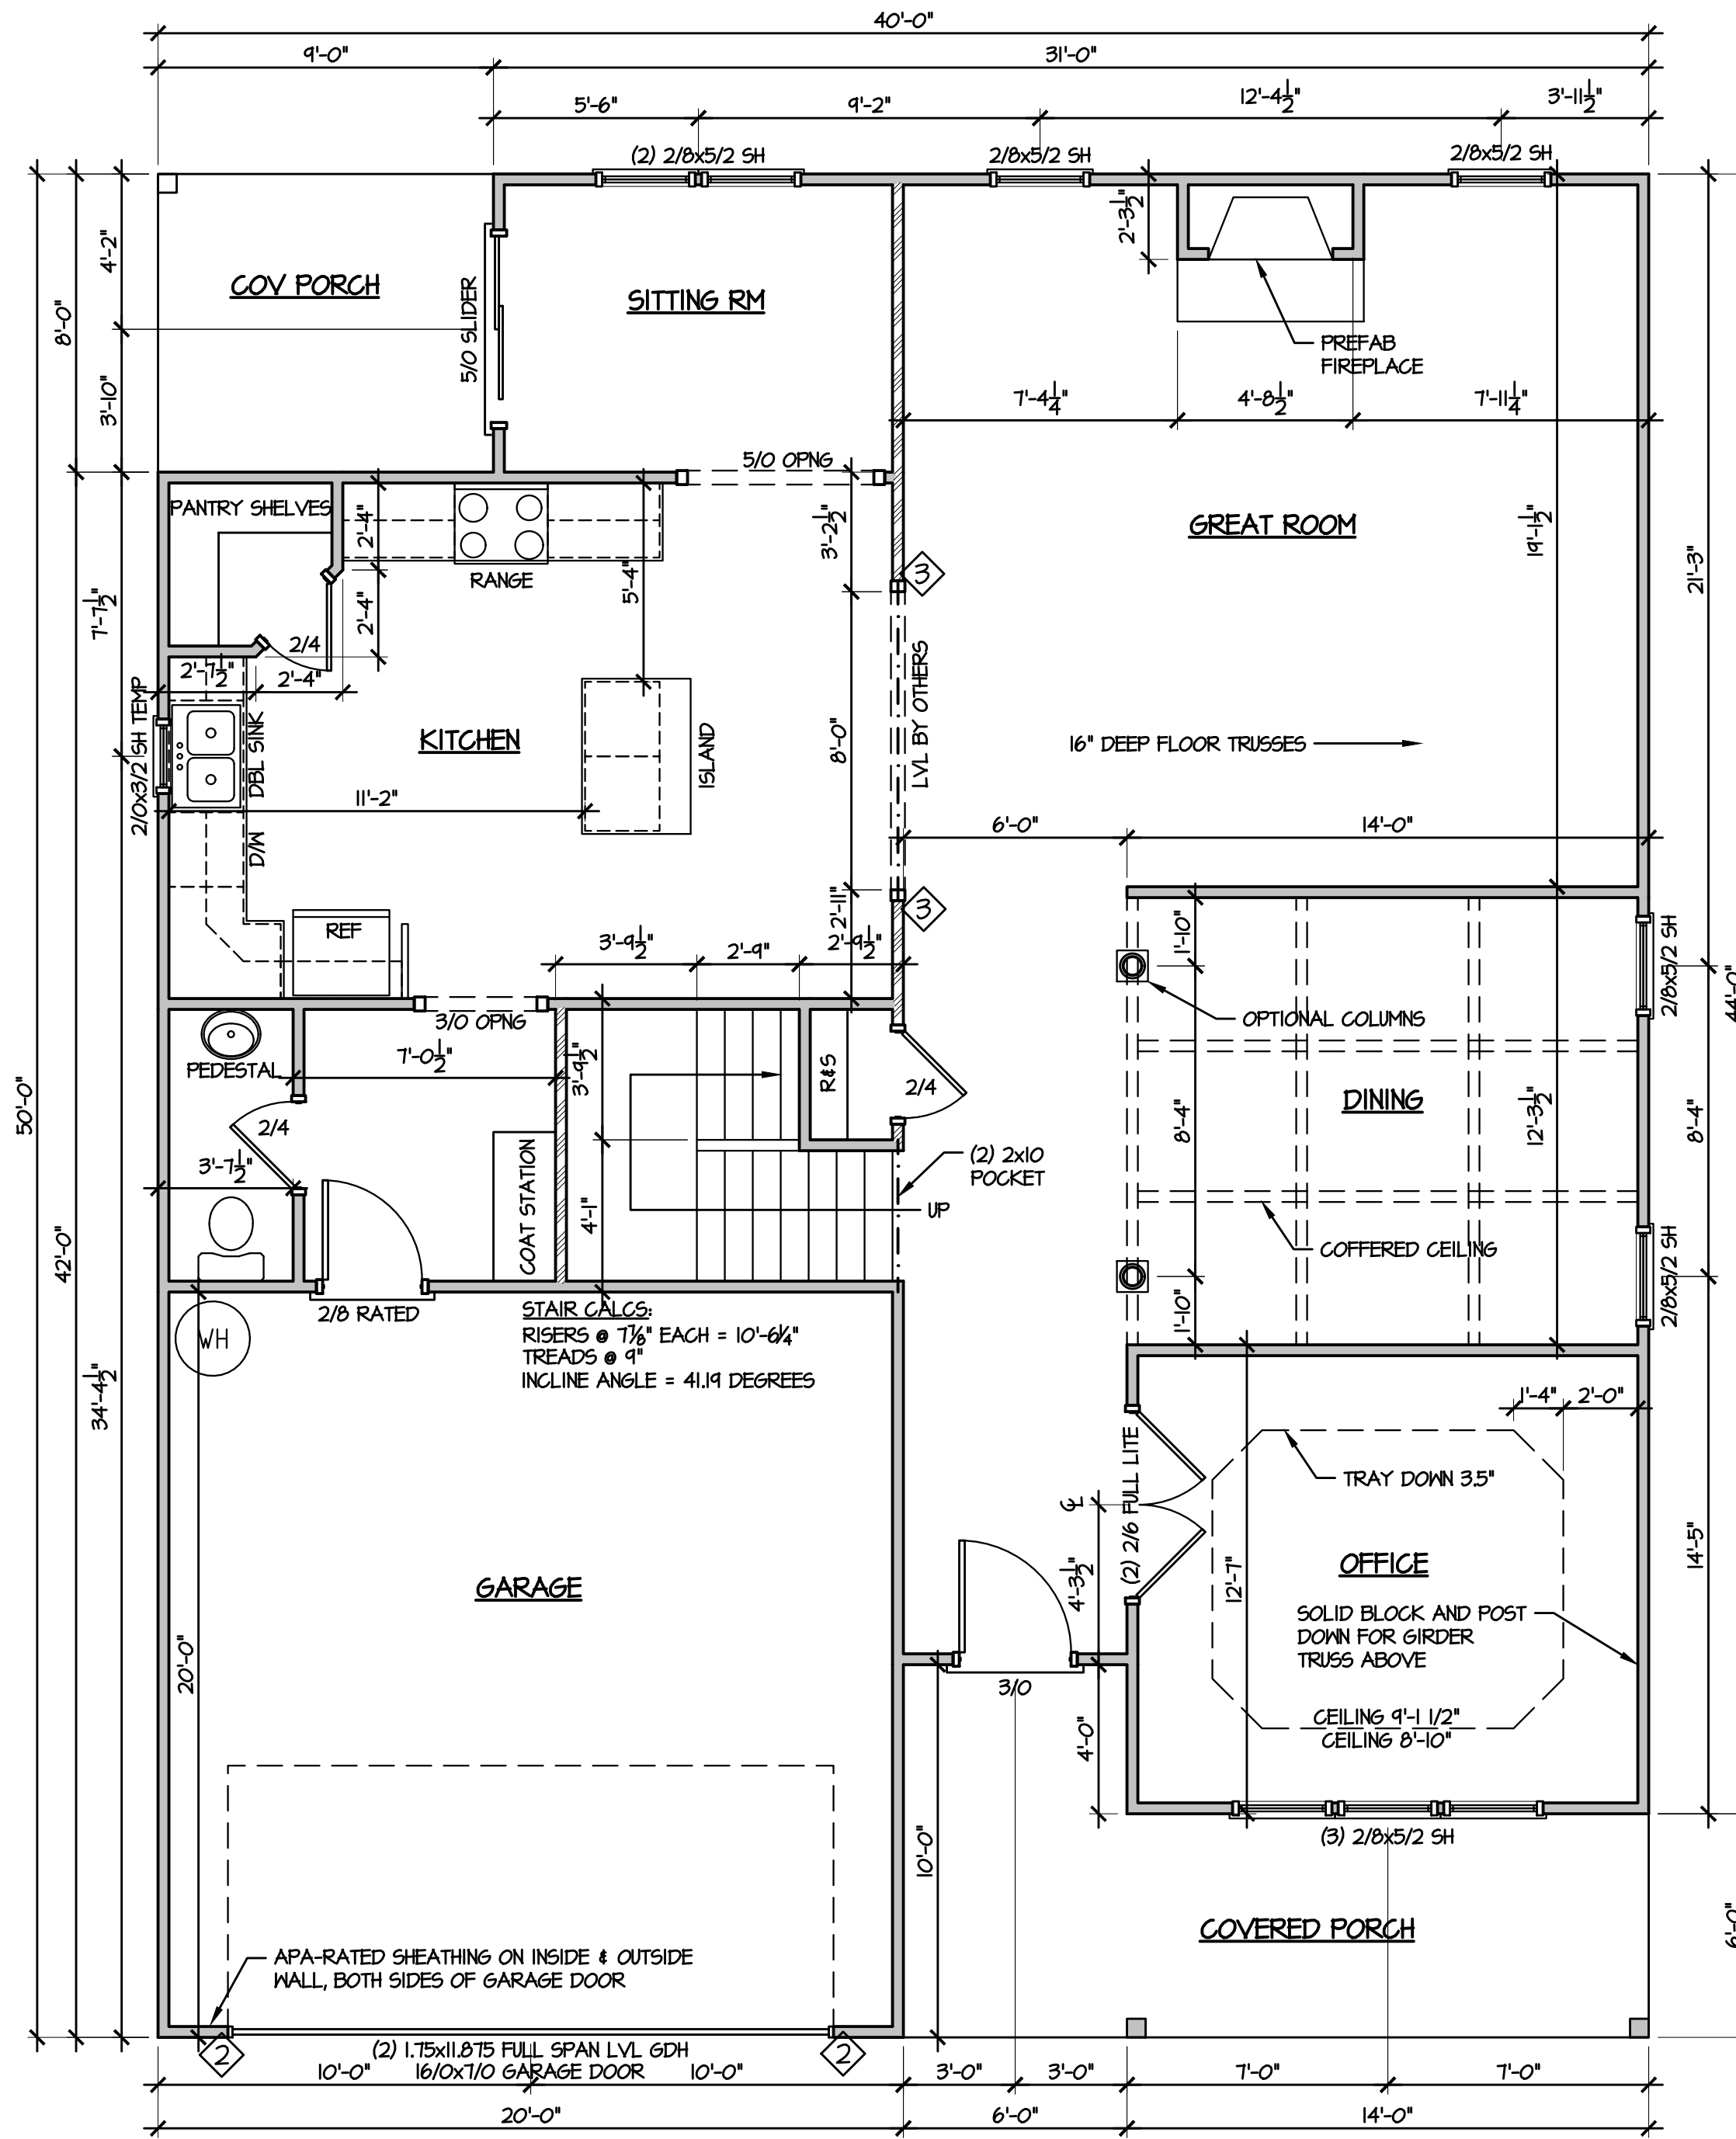 40'-0"
9'-0"
31'-0"
5'-6"
9'-2"
12'-4 1/2"
3'-11 1/2"
(2) 2/8x5/2 SH
2/8x5/2 SH
2/8x5/2 SH
4'-2"
8'-0"
3'-10"
COV PORCH
5/0 SLIDER
SITTING RM
2'-3 1/2"
PREFAB
FIREPLACE
7'-4 1/4"
4'-8 1/2"
7'-11 1/4"
5/0 OPNG
PANTRY SHELVES
2'-4"
RANGE
5'-4"
3'-2 1/2"
3
GREAT ROOM
19'-1 1/2"
21'-3"
7'-7 1/2"
2'-4"
2/4
2'-7 1/2"
2'-4"
2/0x3/2 SH TEMP
DBL SINK
KITCHEN
ISLAND
8'-0"
LVL BY OTHERS
16" DEEP FLOOR TRUSSES
11'-2"
D/W
6'-0"
14'-0"
REF
2'-11"
3
3'-9 1/2"
2'-9"
2'-9 1/2"
1'-10"
2/8x5/2 SH
44'-0"
3/0 OPNG
OPTIONAL COLUMNS
PEDESTAL
7'-0 1/2"
3'-9 1/2"
R&S
2/4
DINING
50'-0"
8'-4"
12'-3 1/2"
8'-4"
2/4
3'-7 1/2"
COAT STATION
4'-1"
(2) 2x10
POCKET
UP
COFFERED CEILING
42'-0"
2/8x5/2 SH
1'-10"
WH
2/8 RATED
STAIR CALCS:
RISERS @ 7⅞" EACH = 10'-6¼"
TREADS @ 9"
INCLINE ANGLE = 41.19 DEGREES
34'-4 1/2"
1'-4"
2'-0"
(2) 2/6 FULL LITE
TRAY DOWN 3.5"
GARAGE
4'-3 1/2"
12'-7"
OFFICE
14'-5"
SOLID BLOCK AND POST
DOWN FOR GIRDER
TRUSS ABOVE
20'-0"
3/0
CEILING 9'-1 1/2"
CEILING 8'-10"
4'-0"
(3) 2/8x5/2 SH
10'-0"
COVERED PORCH
6'-0"
APA-RATED SHEATHING ON INSIDE & OUTSIDE
WALL, BOTH SIDES OF GARAGE DOOR
2
(2) 1.75x11.875 FULL SPAN LVL GDH
2
10'-0"
16/0x7/0 GARAGE DOOR
10'-0"
3'-0"
3'-0"
7'-0"
7'-0"
20'-0"
6'-0"
14'-0"